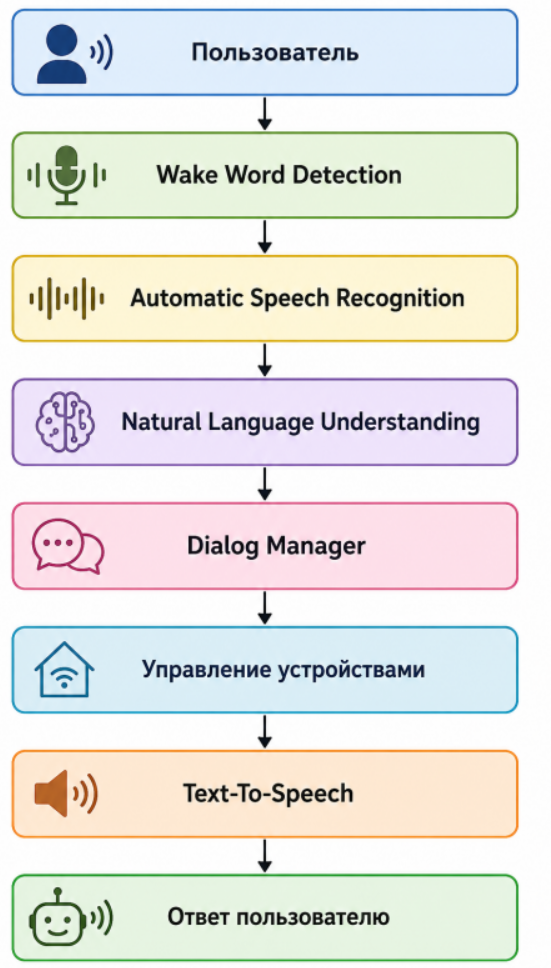 Пользователь
Wake Word Detection
Automatic Speech Recognition
Natural Language Understanding
Dialog Manager
Управление устройствами
Text-To-Speech
Ответ пользователю